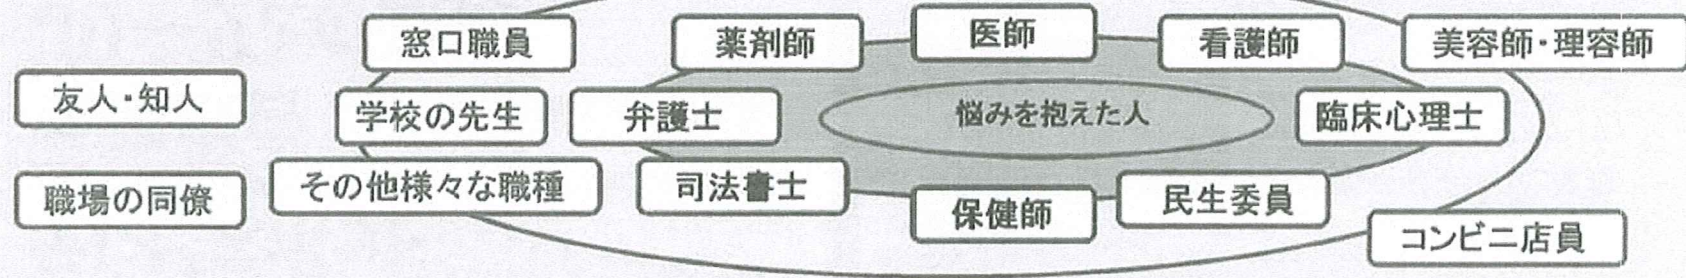 窓口職員
薬剤師
医師
看護師
美容師・理容師
友人・知人
学校の先生
弁護士
悩みを抱えた人
臨床心理士
職場の同僚
その他様々な職種
司法書士
保健師
民生委員
コンビニ店員